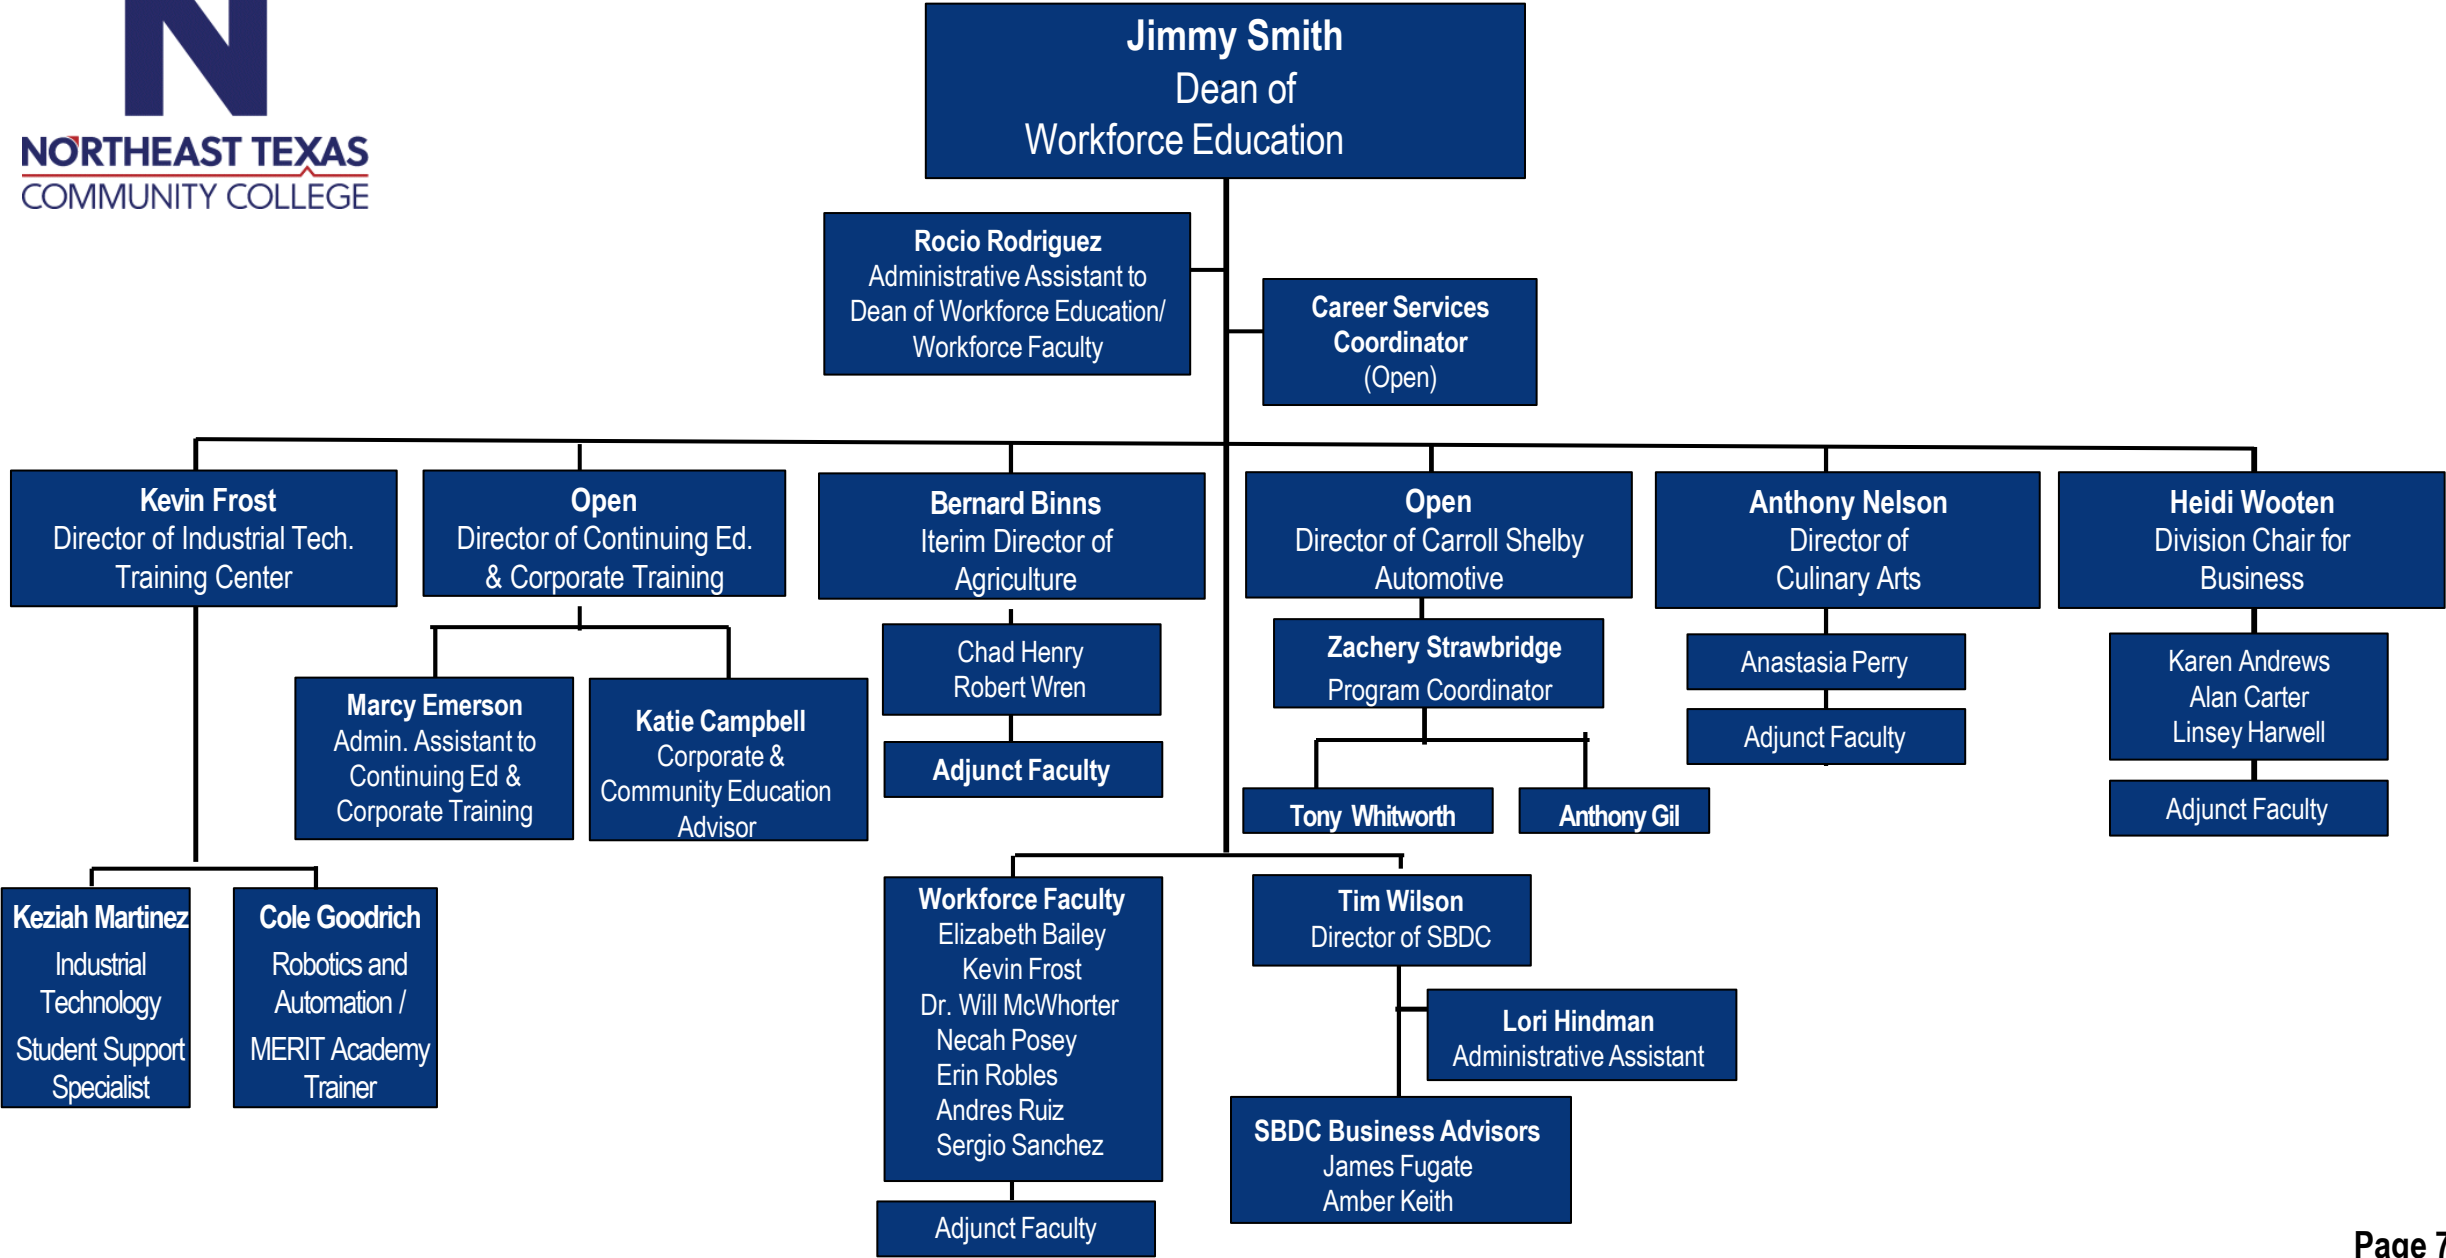 N
NORTHEAST TEXAS
COMMUNITY COLLEGE
Jimmy Smith
Dean of
Workforce Education
Rocio Rodriguez
Administrative Assistant to
Dean of Workforce Education/
Workforce Faculty
Career Services
Coordinator
(Open)
Kevin Frost
Director of Industrial Tech.
Training Center
Open
Director of Continuing Ed.
& Corporate Training
Bernard Binns
Iterim Director of
Agriculture
Open
Director of Carroll Shelby
Automotive
Anthony Nelson
Director of
Culinary Arts
Heidi Wooten
Division Chair for
Business
Marcy Emerson
Admin. Assistant to
Continuing Ed &
Corporate Training
Katie Campbell
Corporate &
Community Education
Advisor
Chad Henry
Robert Wren
Adjunct Faculty
Zachery Strawbridge
Program Coordinator
Tony Whitworth
Anthony Gil
Anastasia Perry
Adjunct Faculty
Karen Andrews
Alan Carter
Linsey Harwell
Adjunct Faculty
Keziah Martinez
Industrial
Technology
Student Support
Specialist
Cole Goodrich
Robotics and
Automation /
MERIT Academy
Trainer
Workforce Faculty
Elizabeth Bailey
Kevin Frost
Dr. Will McWhorter
Necah Posey
Erin Robles
Andres Ruiz
Sergio Sanchez
Adjunct Faculty
Tim Wilson
Director of SBDC
Lori Hindman
Administrative Assistant
SBDC Business Advisors
James Fugate
Amber Keith
Page 7